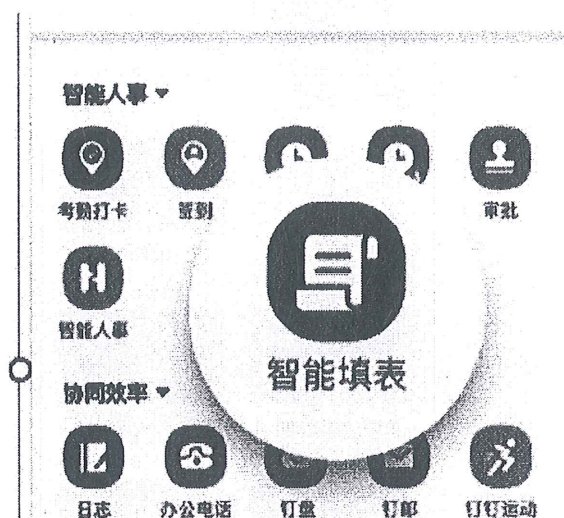 智能人事
考勤打卡 签到 审批
智能人事
智能填表
协同效率
日志 办公电话 钉盘 钉邮 钉钉运动